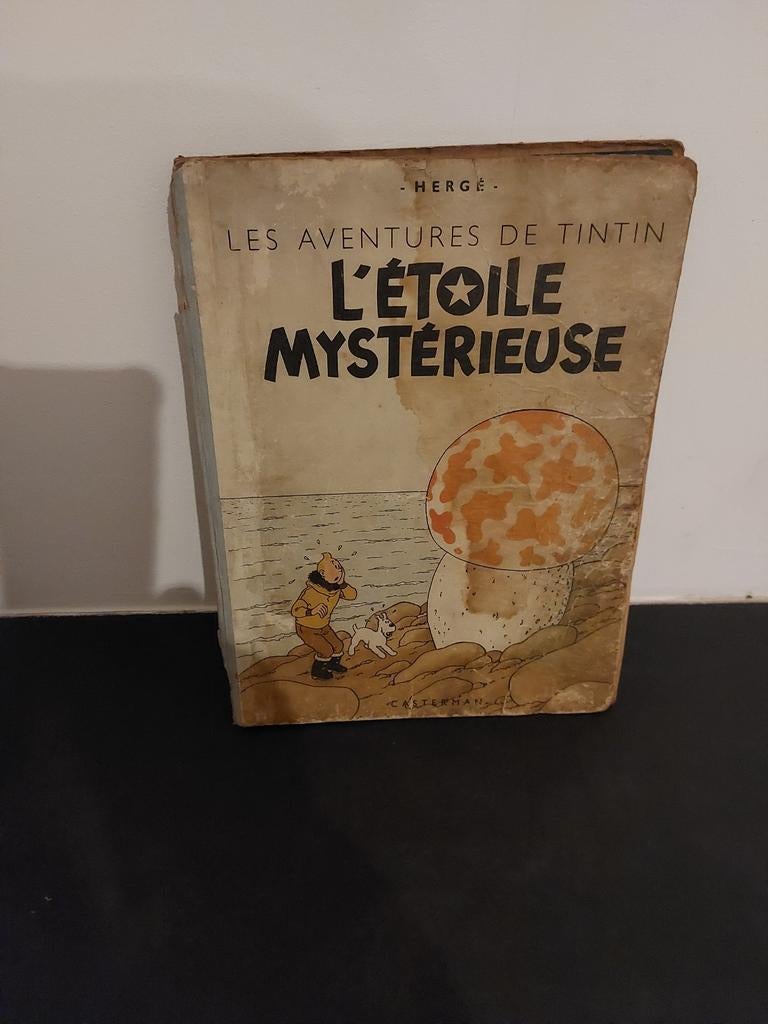 - HERGÉ -
LES AVENTURES DE TINTIN
L'ÉTOILE
MYSTÉRIEUSE
CASTERMAN